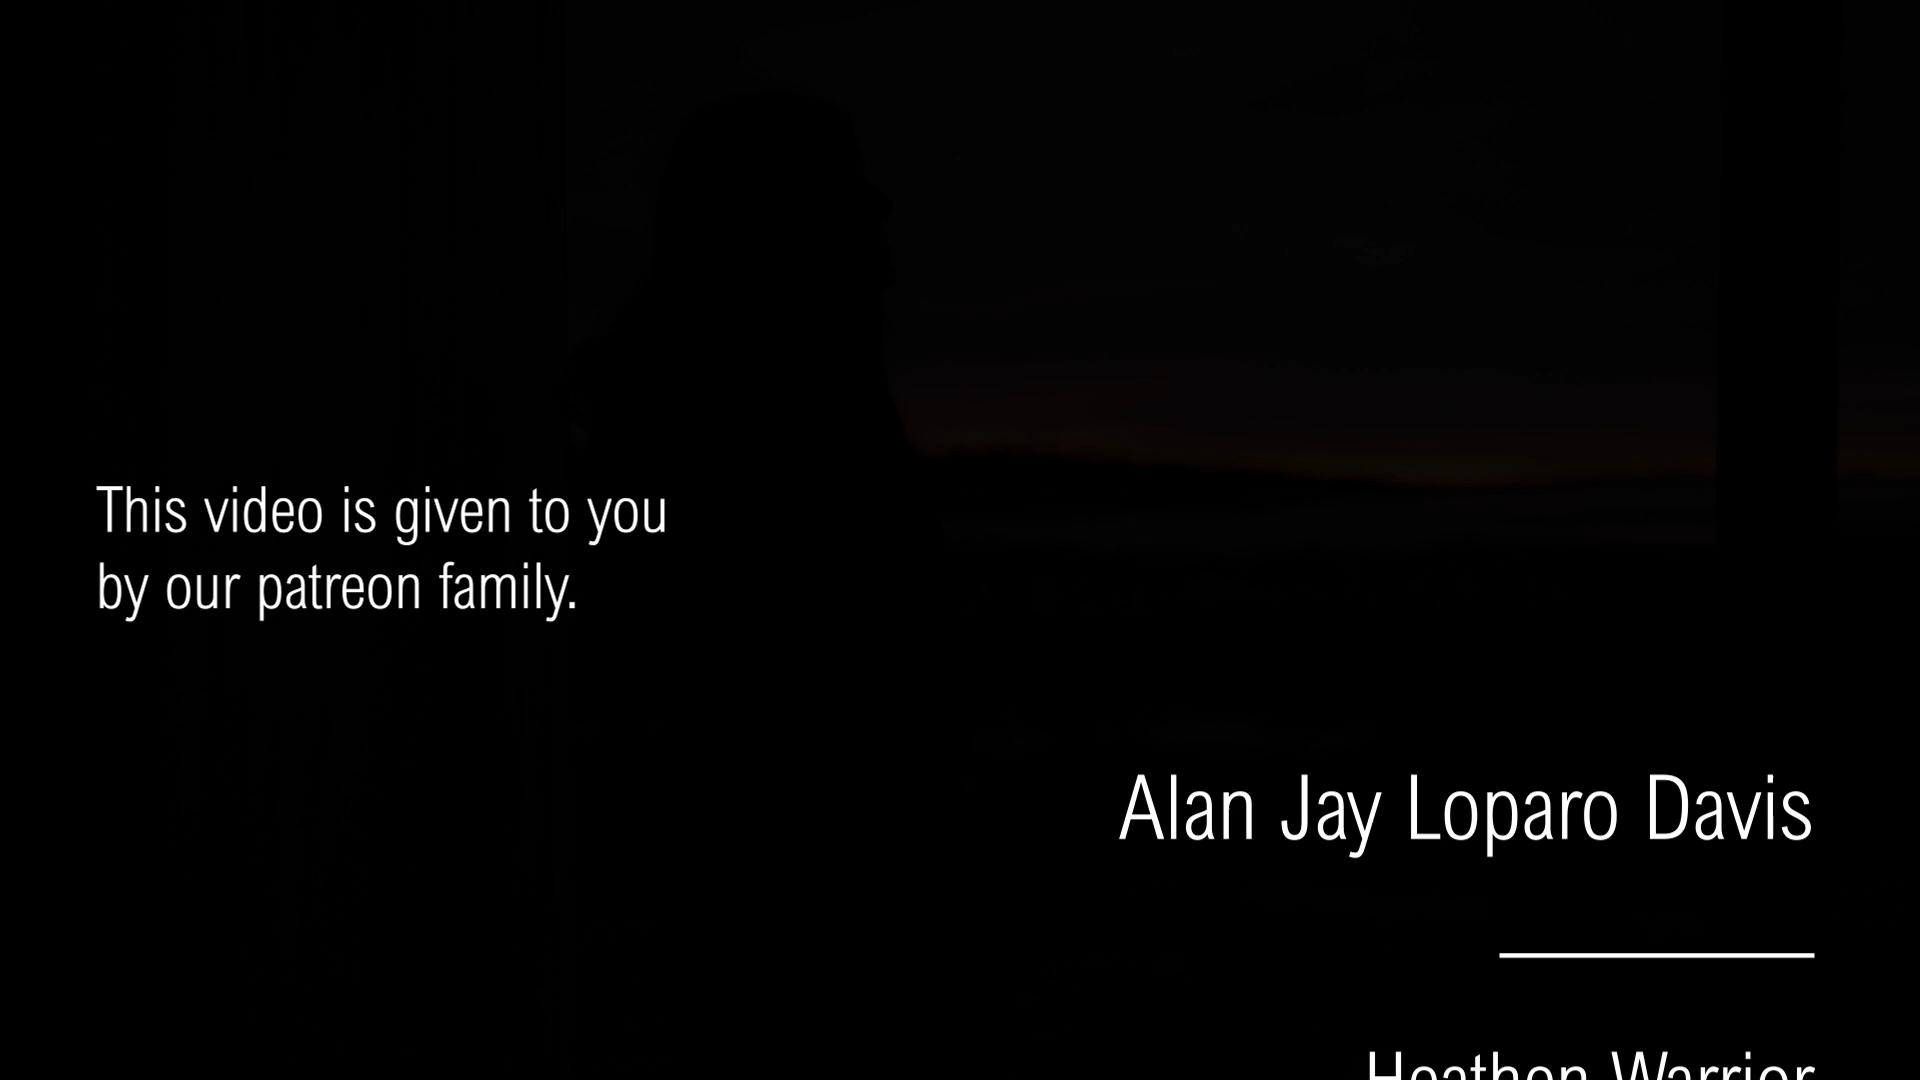 This video is given to you
by our patreon family.
Alan Jay Loparo Davis
Heathen Warrior